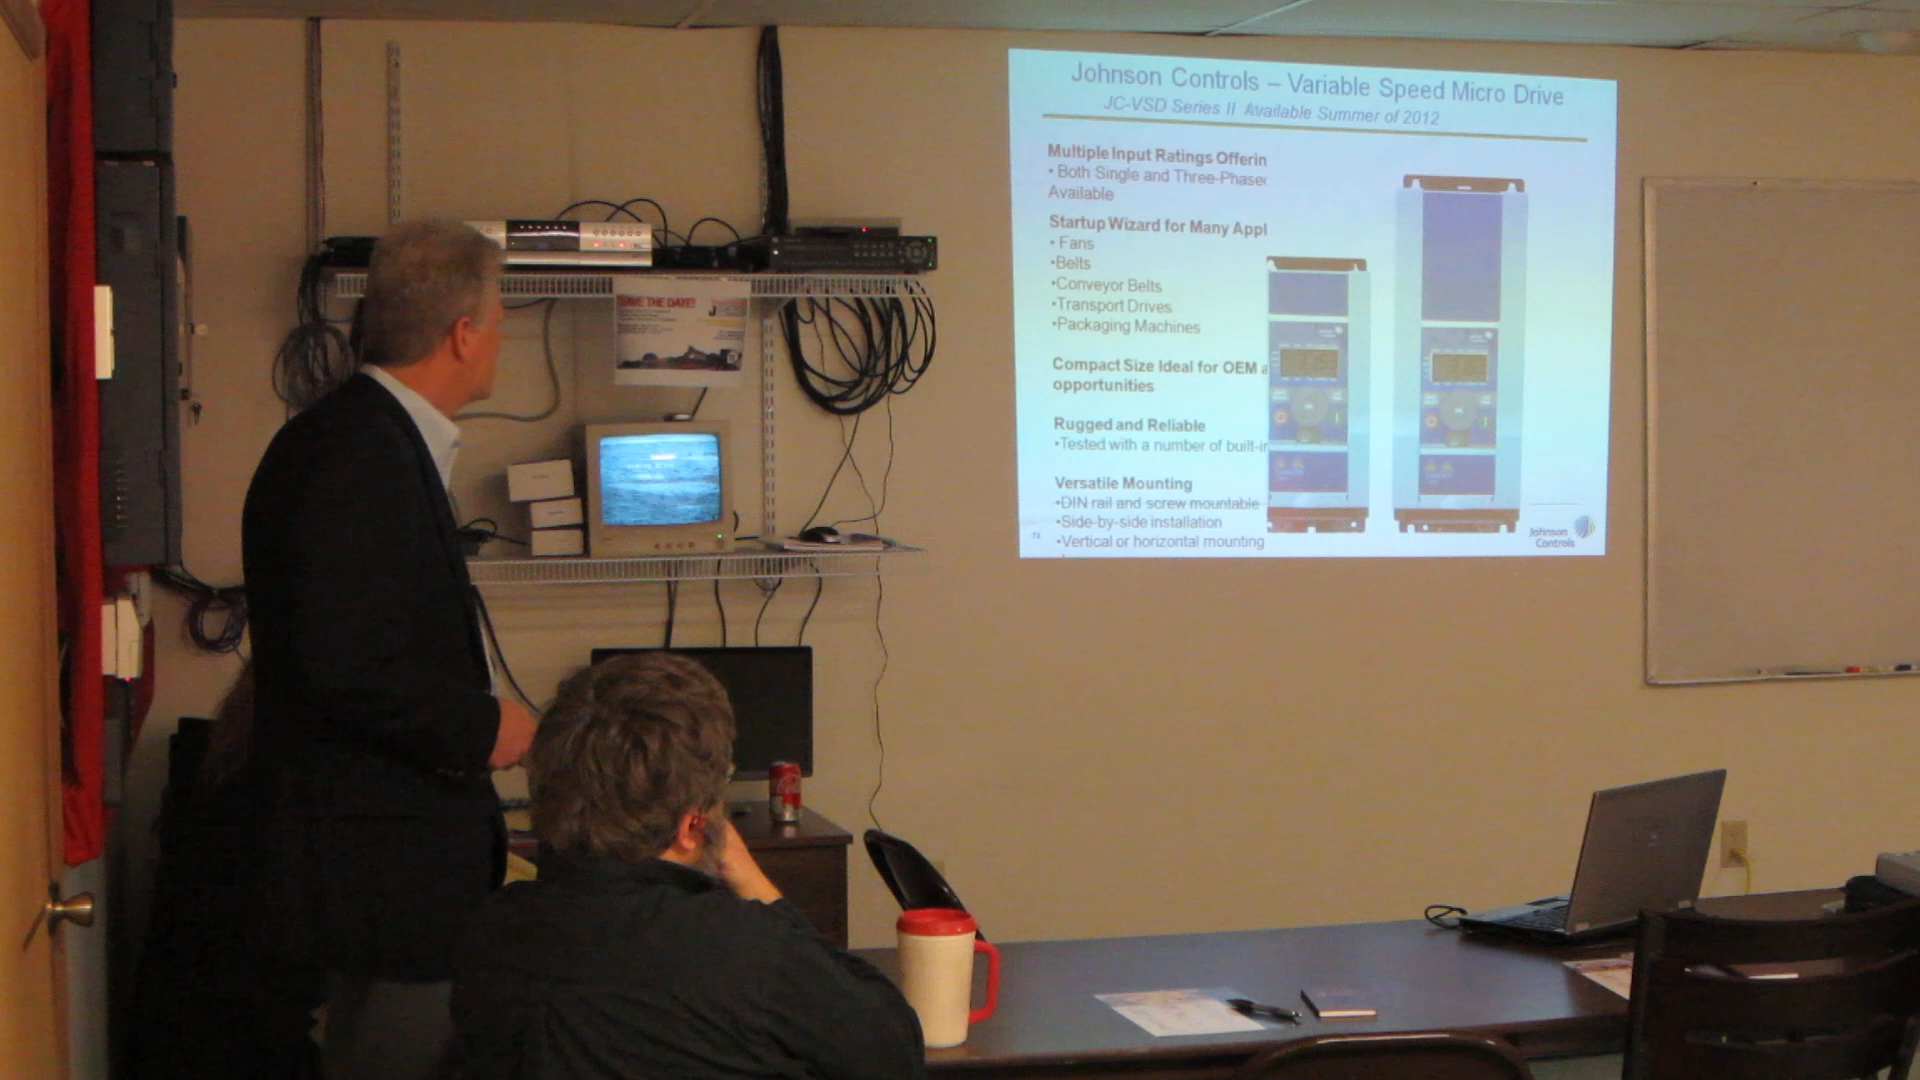 Johnson Controls – Variable Speed Micro Drive
JC-VSD Series II Available Summer of 2012
Multiple Input Ratings Offerin
• Both Single and Three-Phase
Available
Startup Wizard for Many Appl
• Fans
•Belts
•Conveyor Belts
•Transport Drives
•Packaging Machines
Compact Size Ideal for OEM a
opportunities
Rugged and Reliable
•Tested with a number of built-in
Versatile Mounting
•DIN rail and screw mountable
•Side-by-side installation
•Vertical or horizontal mounting
Johnson
Controls
SAVE THE DATE!